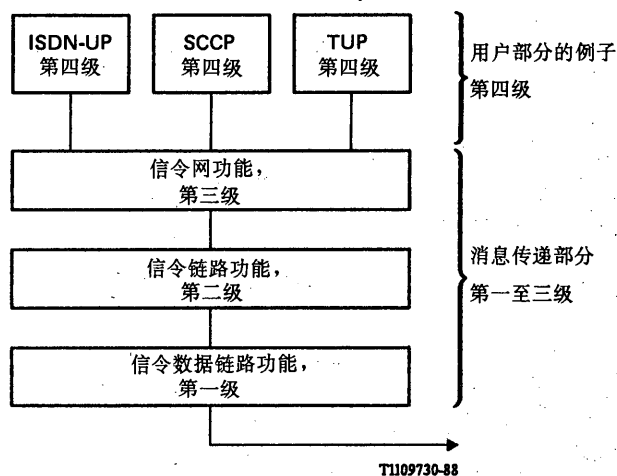 ISDN-UP
第四级
SCCP
第四级
TUP
第四级
用户部分的例子
第四级
信令网功能，
第三级
信令链路功能，
第二级
消息传递部分
第一至三级
信令数据链路功能，
第一级
T1109730-88